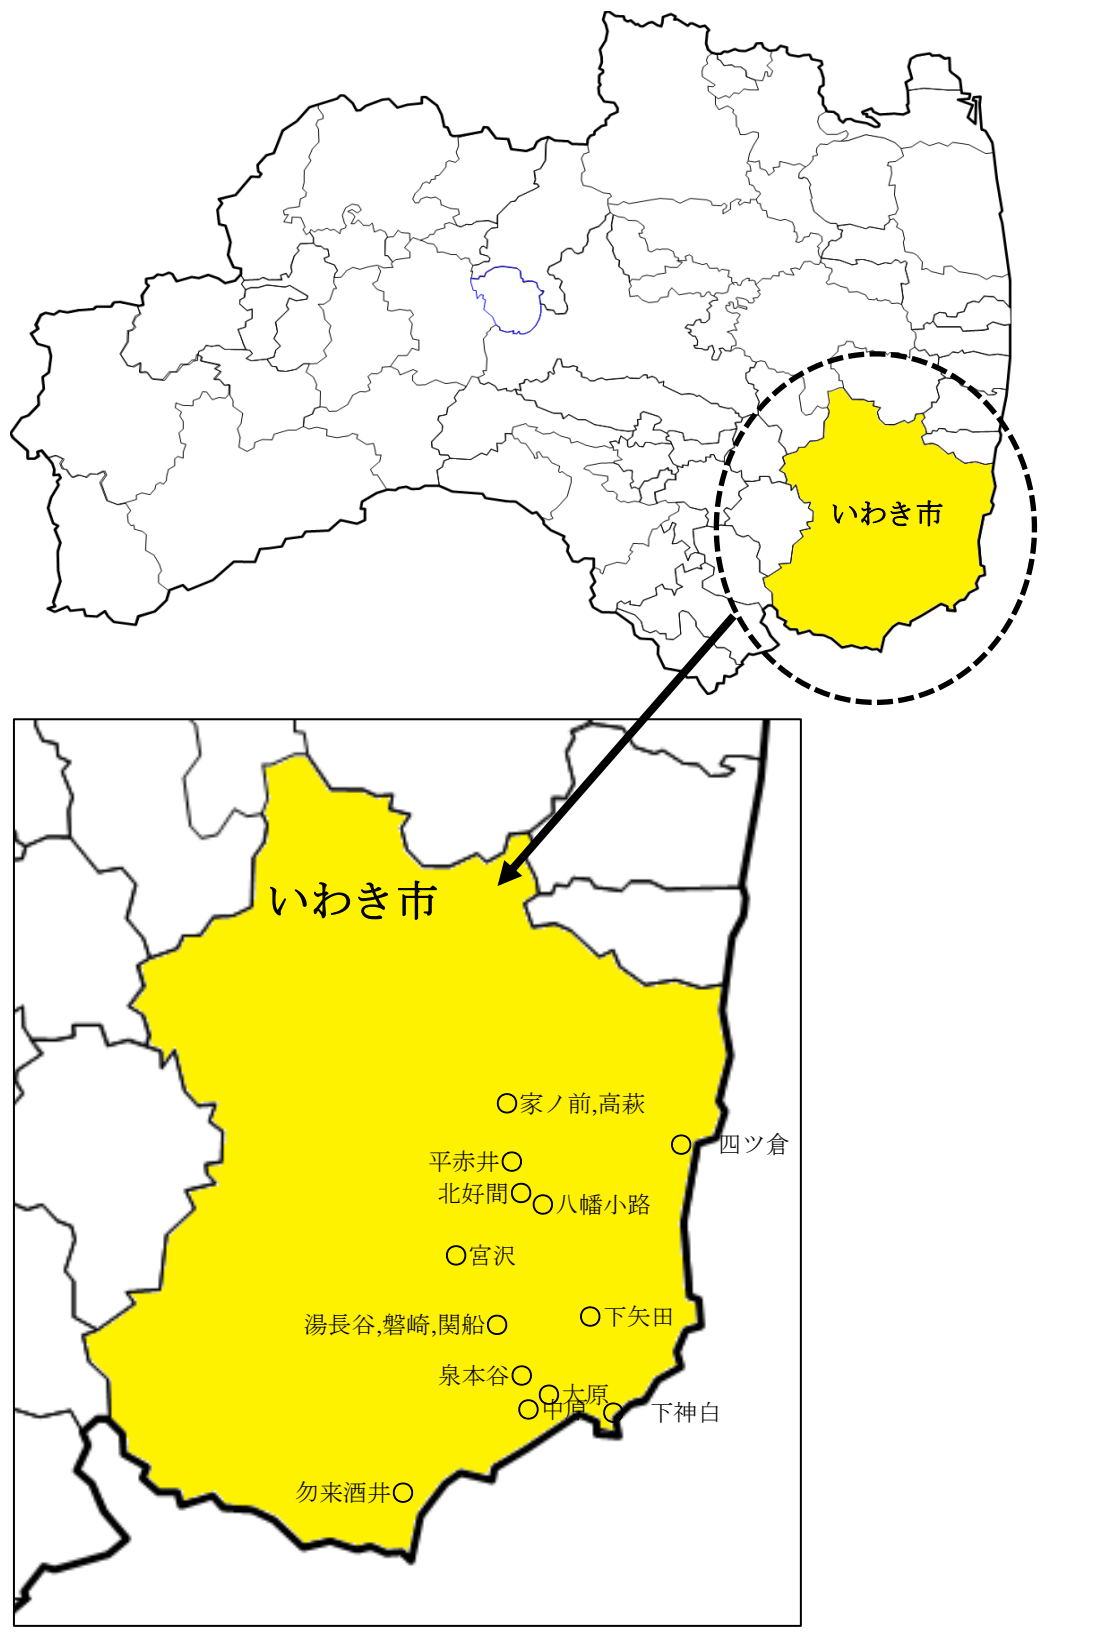 いわき市
いわき市
家ノ前,高萩
四ツ倉
平赤井
北好間
八幡小路
宮沢
下矢田
湯長谷,磐崎,関船
泉本谷
大原
中原
下神白
勿来酒井